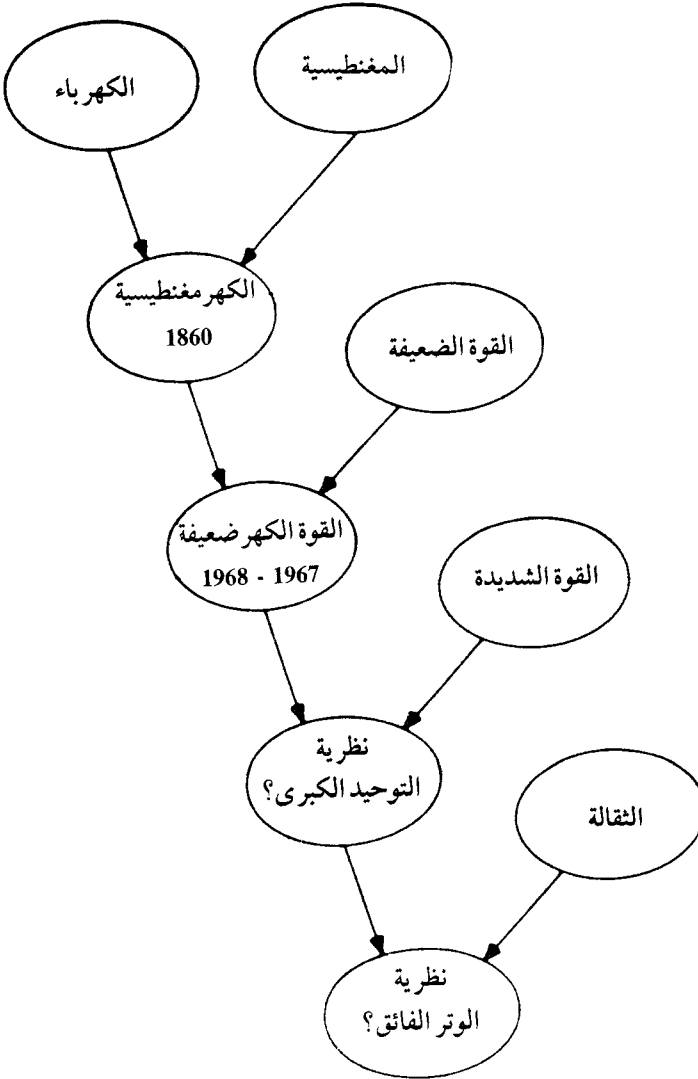 المغنطيسية
الكهرباء
الكهرمغنطيسية
1860
القوة الضعيفة
القوة الكهرضعيفة
1967 - 1968
القوة الشديدة
نظرية
التوحيد الكبرى؟
الثقالة
نظرية
الوتر الفائق؟